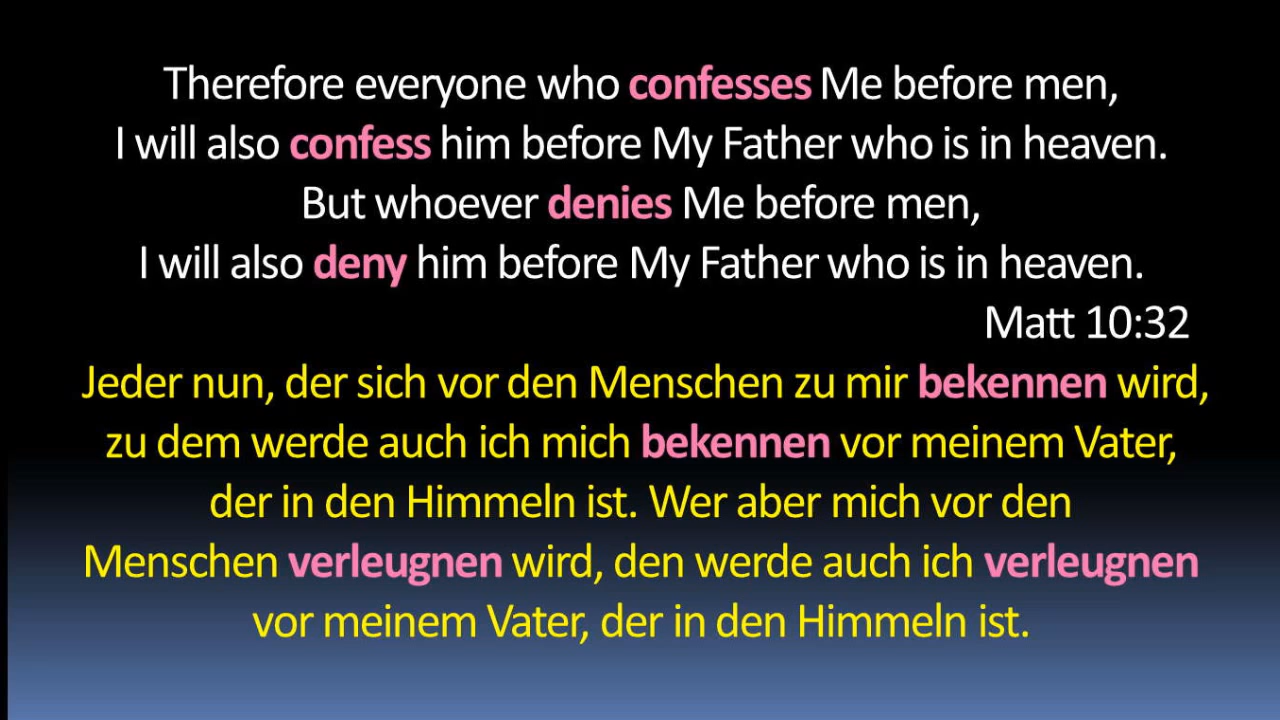 Therefore everyone who confesses Me before men,
I will also confess him before My Father who is in heaven.
But whoever denies Me before men,
I will also deny him before My Father who is in heaven.
Matt 10:32
Jeder nun, der sich vor den Menschen zu mir bekennen wird,
zu dem werde auch ich mich bekennen vor meinem Vater,
der in den Himmeln ist. Wer aber mich vor den
Menschen verleugnen wird, den werde auch ich verleugnen
vor meinem Vater, der in den Himmeln ist.